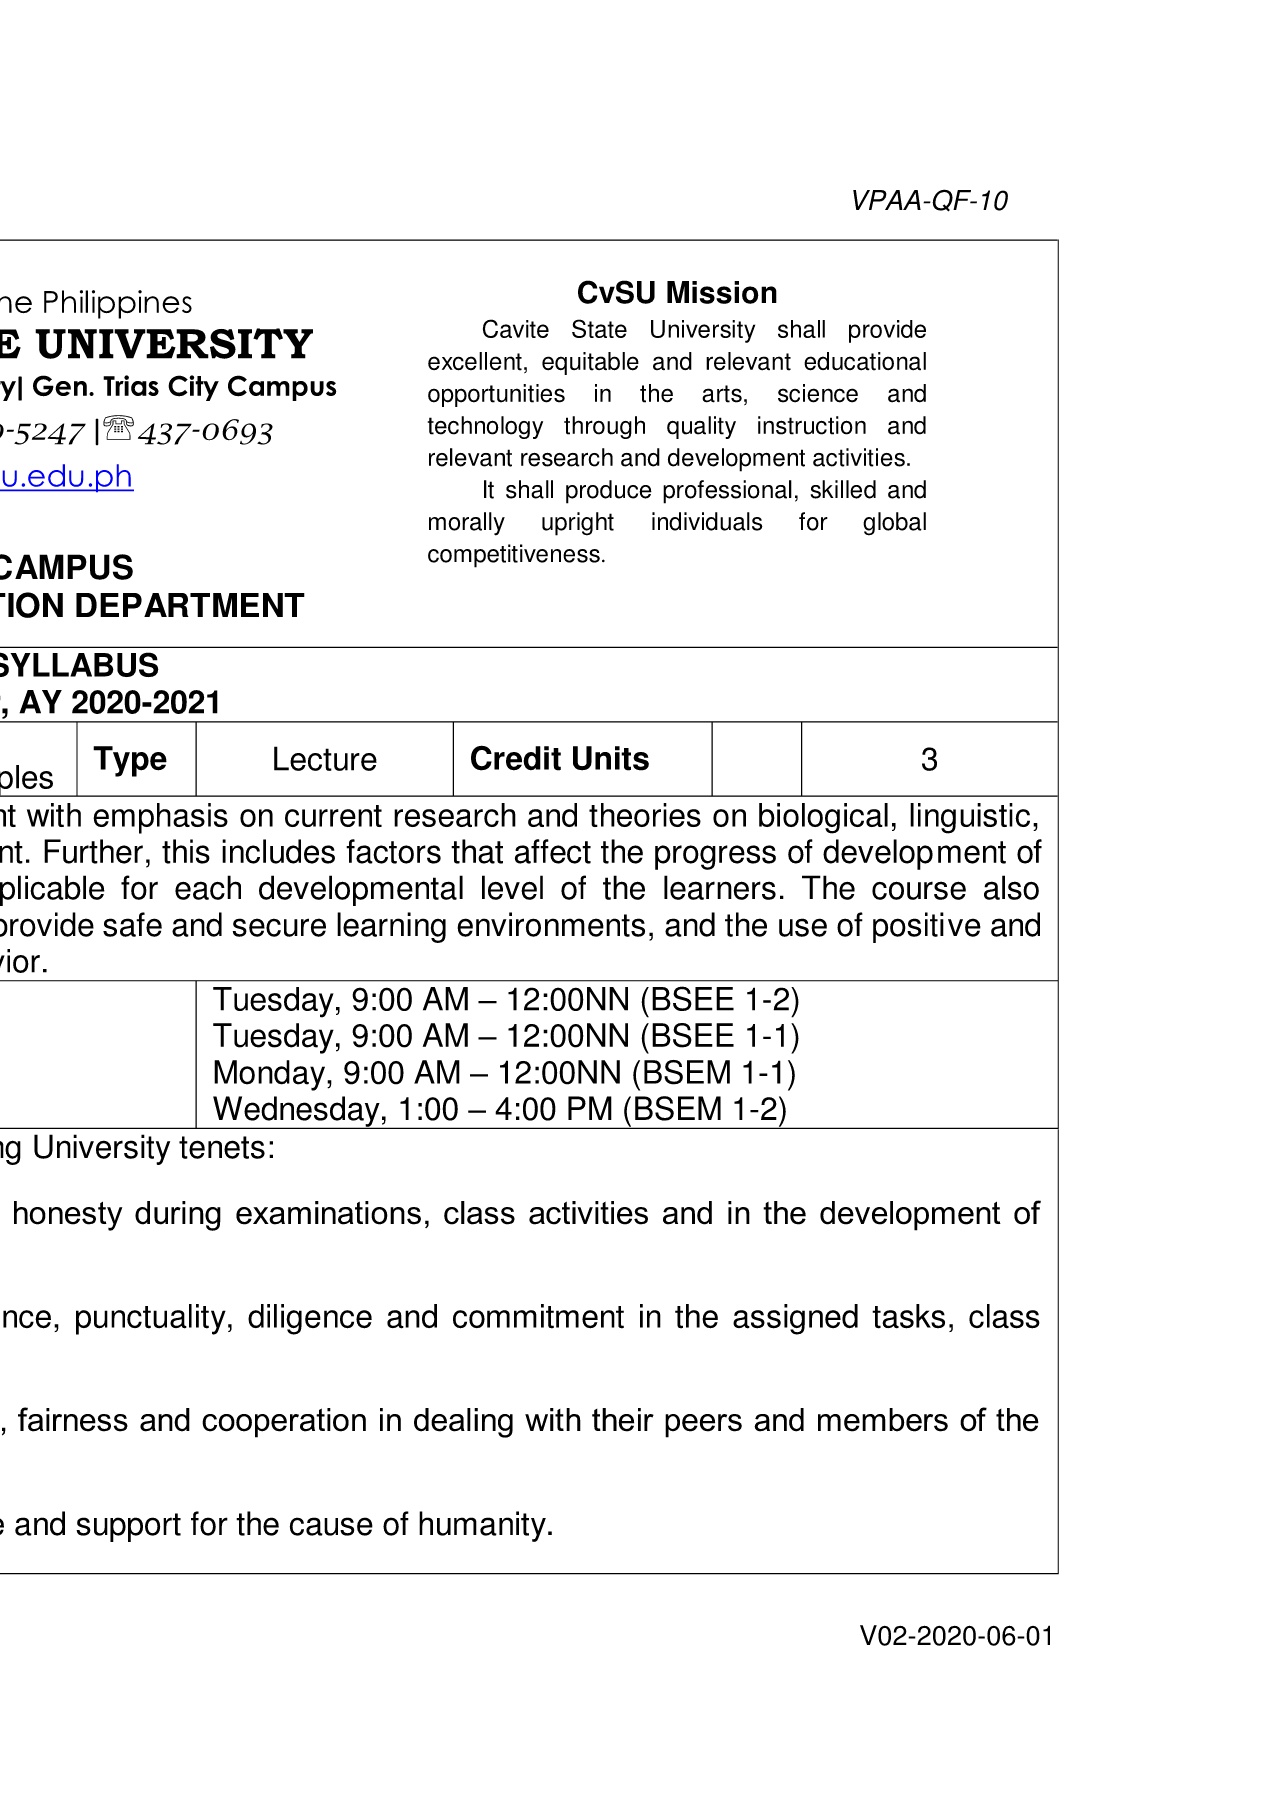 VPAA-QF-10
he Philippines
E UNIVERSITY
y| Gen. Trias City Campus
-5247 |☏437-0693
u.edu.ph
CAMPUS
TION DEPARTMENT
CvSU Mission
Cavite State University shall provide
excellent, equitable and relevant educational
opportunities in the arts, science and
technology through quality instruction and
relevant research and development activities.
It shall produce professional, skilled and
morally upright individuals for global
competitiveness.
SYLLABUS
, AY 2020-2021
ples Type Lecture Credit Units 3
nt with emphasis on current research and theories on biological, linguistic,
nt. Further, this includes factors that affect the progress of development of
plicable for each developmental level of the learners. The course also
provide safe and secure learning environments, and the use of positive and
vior.
Tuesday, 9:00 AM – 12:00NN (BSEE 1-2)
Tuesday, 9:00 AM – 12:00NN (BSEE 1-1)
Monday, 9:00 AM – 12:00NN (BSEM 1-1)
Wednesday, 1:00 – 4:00 PM (BSEM 1-2)
ng University tenets:
honesty during examinations, class activities and in the development of
nce, punctuality, diligence and commitment in the assigned tasks, class
, fairness and cooperation in dealing with their peers and members of the
e and support for the cause of humanity.
V02-2020-06-01